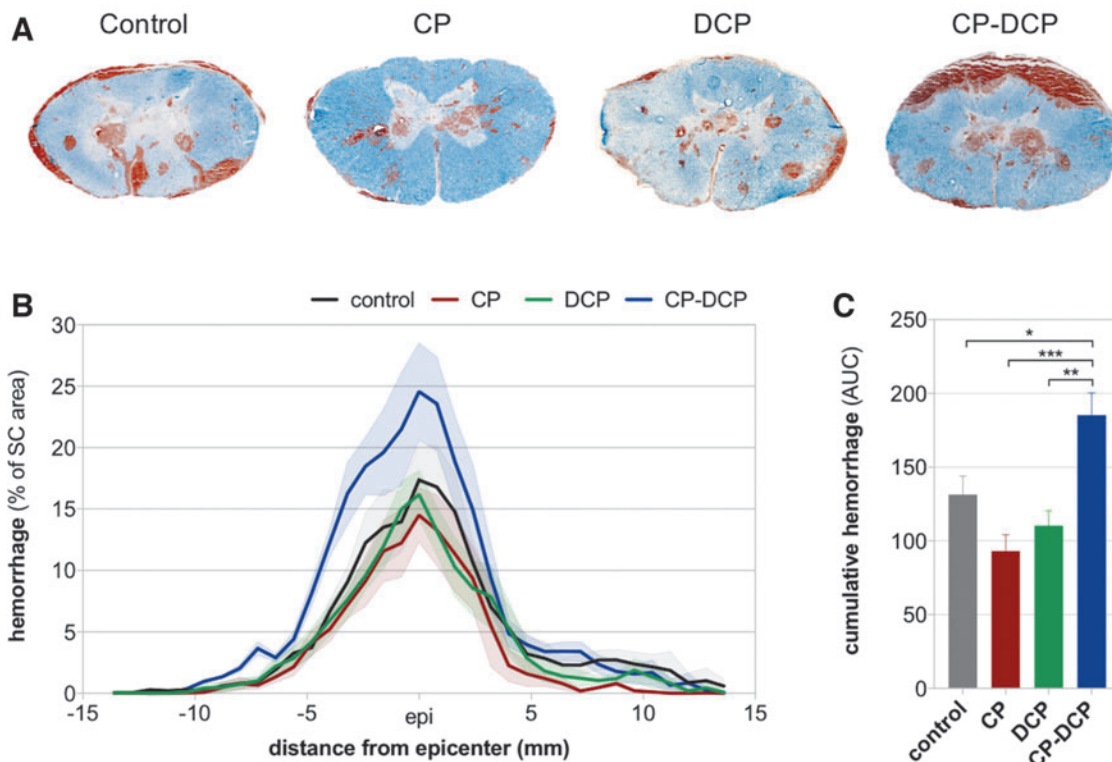 A
Control CP DCP CP-DCP
B
control CP DCP CP-DCP
hemorrhage (% of SC area)
30
25
20
15
10
5
0
-15 -10 -5 epi 5 10 15
distance from epicenter (mm)
C
cumulative hemorrhage (AUC)
250
200
150
100
50
0
*
***
**
control CP DCP CP-DCP